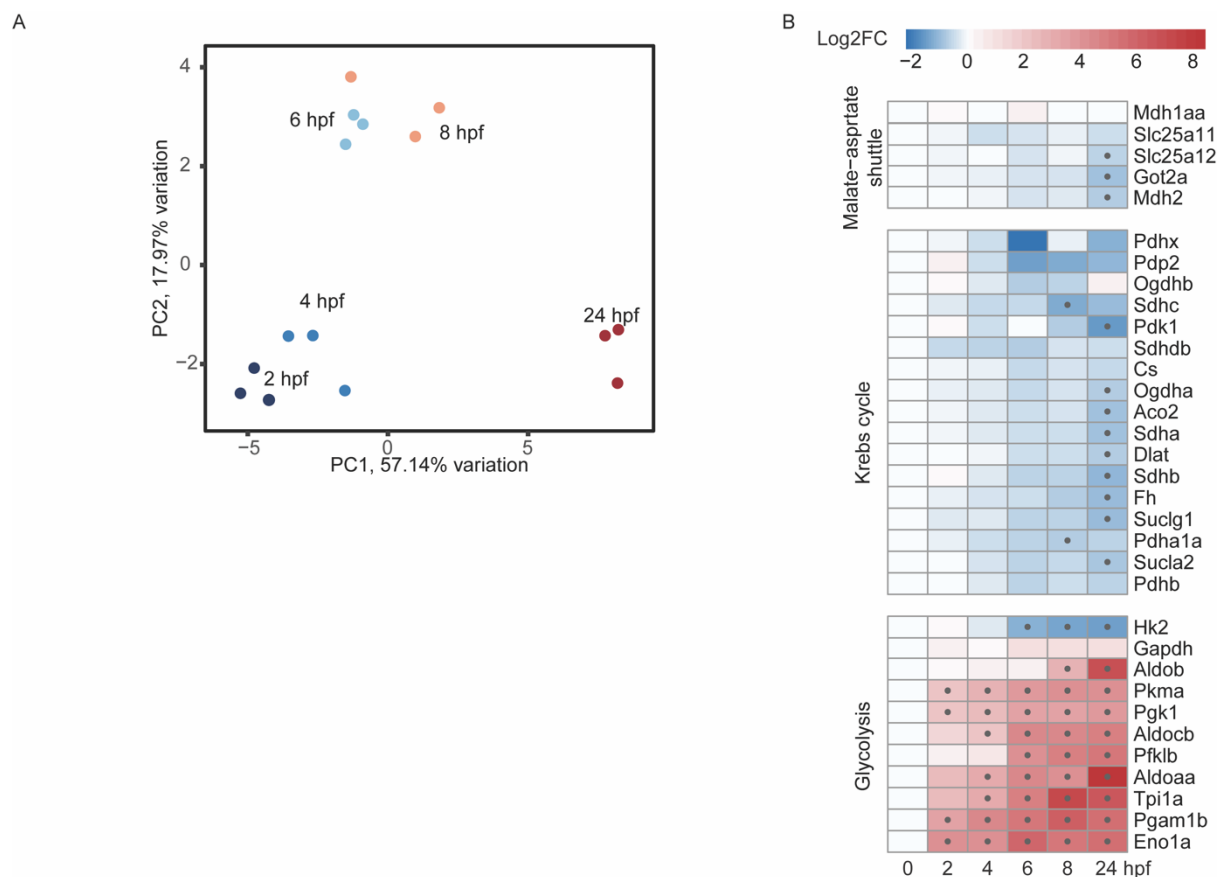 A
4
2
0
−2
−5
0
5
PC2, 17.97% variation
PC1, 57.14% variation
6 hpf
8 hpf
4 hpf
2 hpf
24 hpf
B
Log2FC
−2
0
2
4
6
8
Malate−asprtate
shuttle
Mdh1aa
Slc25a11
Slc25a12
Got2a
Mdh2
Krebs cycle
Pdhx
Pdp2
Ogdhb
Sdhc
Pdk1
Sdhdb
Cs
Ogdha
Aco2
Sdha
Dlat
Sdhb
Fh
Suclg1
Pdha1a
Sucla2
Pdhb
Glycolysis
Hk2
Gapdh
Aldob
Pkma
Pgk1
Aldocb
Pfklb
Aldoaa
Tpi1a
Pgam1b
Eno1a
0 2 4 6 8 24 hpf